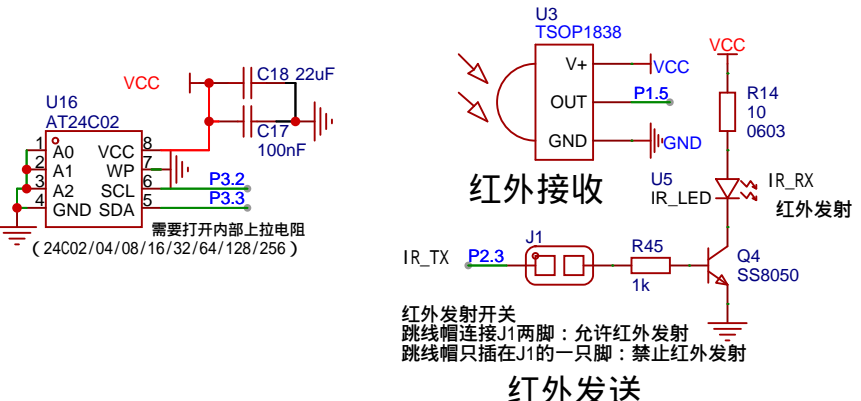 VCC
C18 22uF
C17
100nF
U16
AT24C02
1 A0 VCC 8
2 A1 WP 7
3 A2 SCL 6 P3.2
4 GND SDA 5 P3.3
需要打开内部上拉电阻
（24C02/04/08/16/32/64/128/256）
U3
TSOP1838
V+ VCC
OUT P1.5
GND GND
红外接收
VCC
R14
10
0603
U5
IR_LED
IR_RX
红外发射
IR_TX P2.3 J1
R45
1k
Q4
SS8050
红外发射开关
跳线帽连接J1两脚：允许红外发射
跳线帽只插在J1的一只脚：禁止红外发射
红外发送